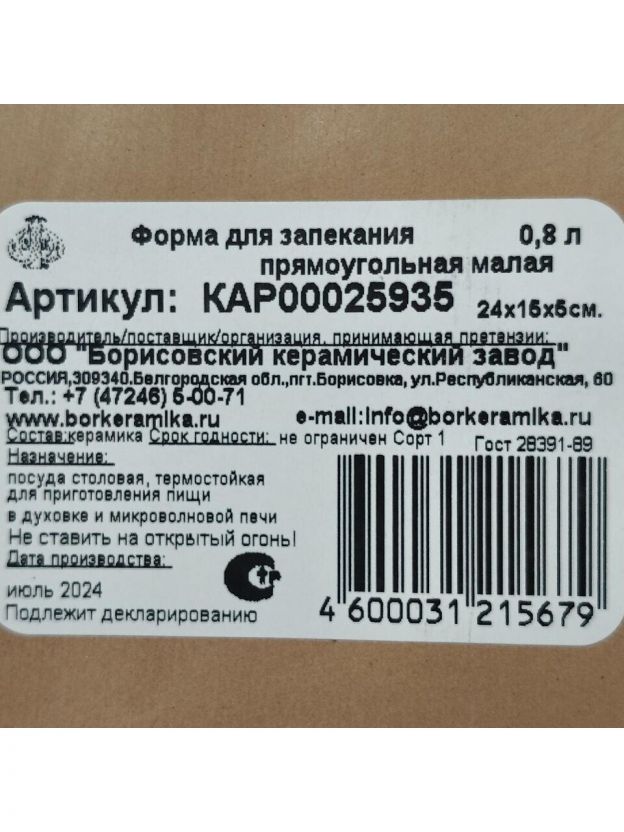 Форма для запекания 0,8 л
прямоугольная малая
Артикул: КАР00025935 24х15х5см.
Производитель/поставщик/организация, принимающая претензии:
ООО "Борисовский керамический завод"
РОССИЯ,309340.Белгородская обл.,пгт.Борисовка, ул.Республиканская, 60
Тел.: +7 (47246) 5-00-71
www.borkeramika.ru e-mail:info@borkeramika.ru
Состав:керамика Срок годности: не ограничен Сорт 1 Гост 28391-89
Назначение:
посуда столовая, термостойкая
для приготовления пищи
в духовке и микроволновой печи
Не ставить на открытый огонь!
Дата производства:
июль 2024
Подлежит декларированию
4 600031 215679